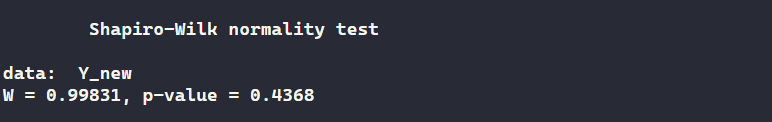 Shapiro-Wilk normality test
data:  Y_new
W = 0.99831, p-value = 0.4368